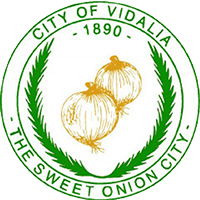 CITY OF VIDALIA
- 1890 -
- THE SWEET ONION CITY -